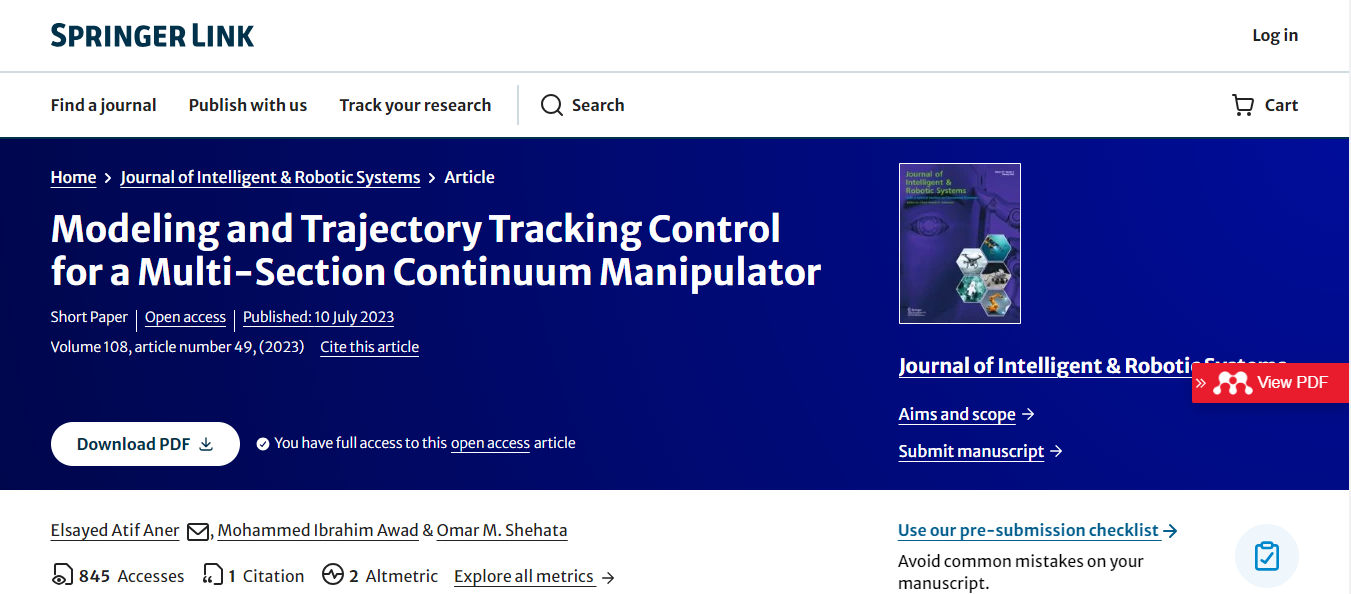 SPRINGER LINK
Log in
Find a journal
Publish with us
Track your research
Search
Cart
Home > Journal of Intelligent & Robotic Systems > Article
Modeling and Trajectory Tracking Control
for a Multi-Section Continuum Manipulator
Short Paper | Open access | Published: 10 July 2023
Volume 108, article number 49, (2023) Cite this article
Download PDF
You have full access to this open access article
Journal of
Intelligent &
Robotic Systems
Journal of Intelligent & Robotic Systems
View PDF
Aims and scope →
Submit manuscript →
Elsayed Atif Aner, Mohammed Ibrahim Awad & Omar M. Shehata
845 Accesses
1 Citation
2 Altmetric
Explore all metrics →
Use our pre-submission checklist →
Avoid common mistakes on your
manuscript.